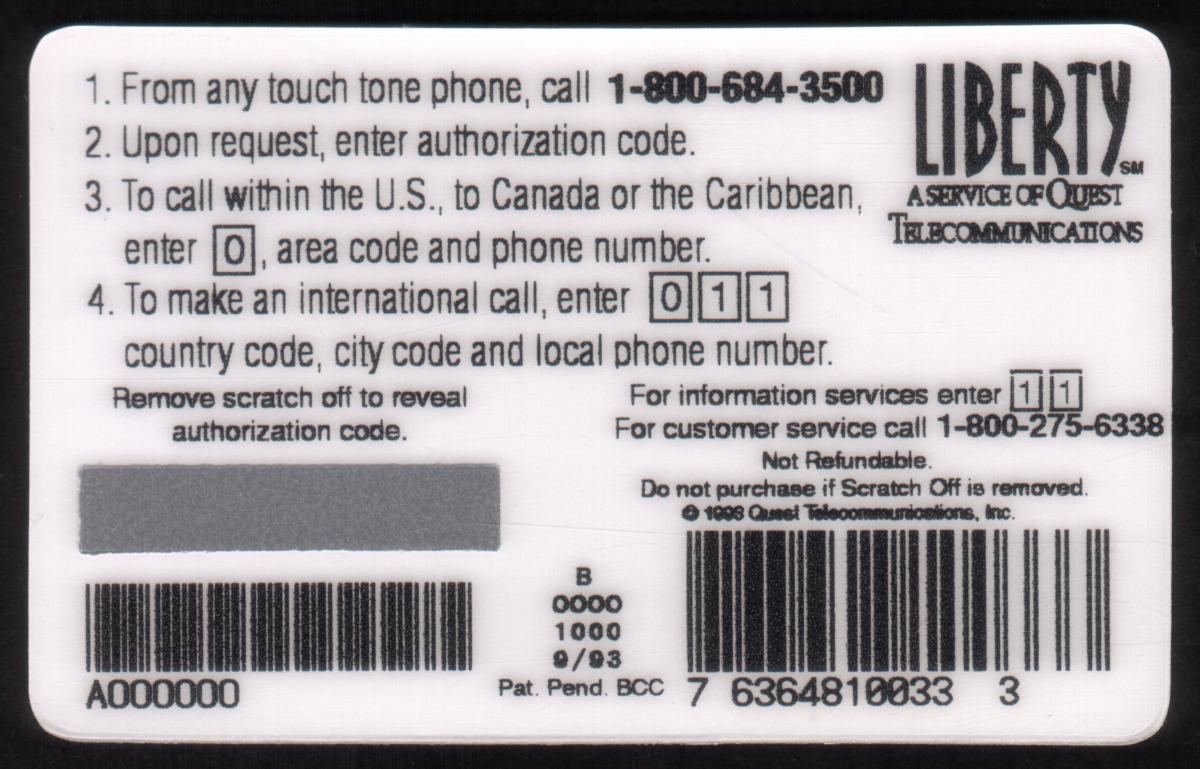 1. From any touch tone phone, call 1-800-684-3500
2. Upon request, enter authorization code.
3. To call within the U.S., to Canada or the Caribbean,
enter 0, area code and phone number.
4. To make an international call, enter 0 1 1
country code, city code and local phone number.
LIBERTY SM
A SERVICE OF QUEST
TELECOMMUNICATIONS
Remove scratch off to reveal
authorization code.
For information services enter 1 1
For customer service call 1-800-275-6338
Not Refundable.
Do not purchase if Scratch Off is removed.
© 1993 Quest Telecommunications, Inc.
A000000
B
0000
1000
9/93
Pat. Pend. BCC
7 6364810033 3